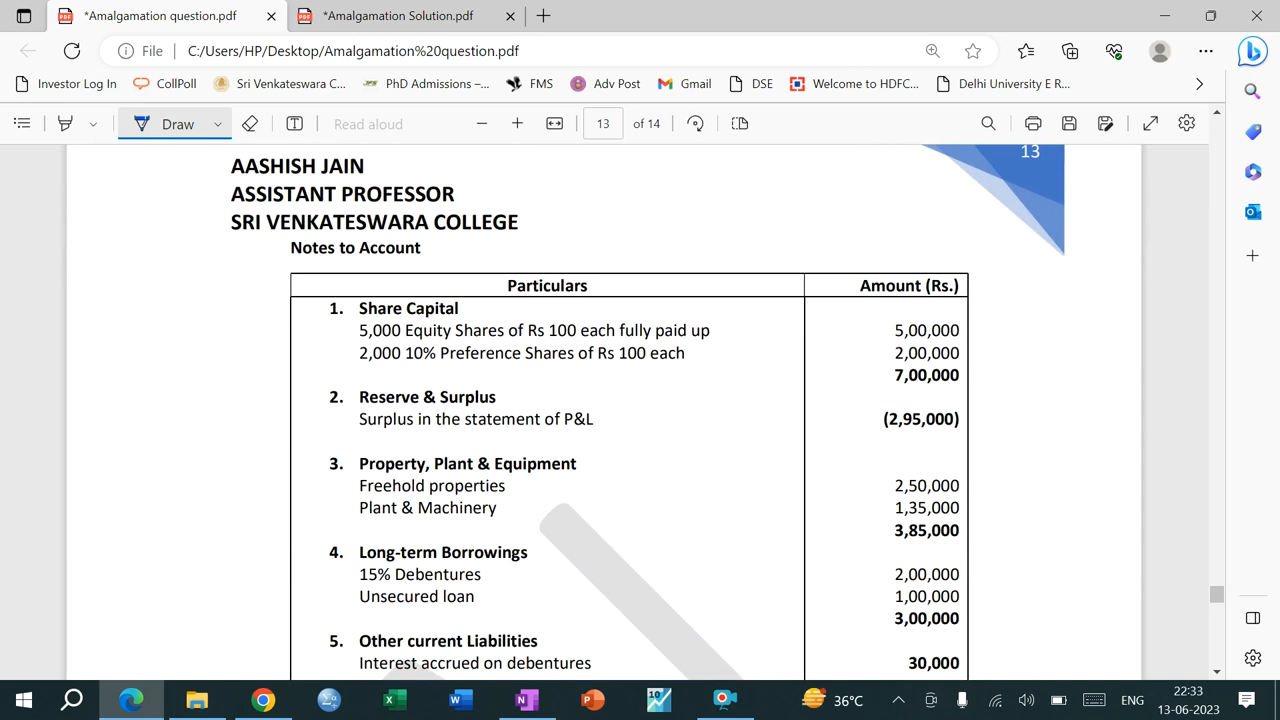 *Amalgamation question.pdf
*Amalgamation Solution.pdf
File C:/Users/HP/Desktop/Amalgamation%20question.pdf
Investor Log In CollPoll Sri Venkateswara C... PhD Admissions –... FMS Adv Post Gmail DSE Welcome to HDFC... Delhi University E R...
Draw Read aloud 13 of 14
13
AASHISH JAIN
ASSISTANT PROFESSOR
SRI VENKATESWARA COLLEGE
Notes to Account
Particulars Amount (Rs.)
1. Share Capital
5,000 Equity Shares of Rs 100 each fully paid up 5,00,000
2,000 10% Preference Shares of Rs 100 each 2,00,000
7,00,000
2. Reserve & Surplus
Surplus in the statement of P&L (2,95,000)
3. Property, Plant & Equipment
Freehold properties 2,50,000
Plant & Machinery 1,35,000
3,85,000
4. Long-term Borrowings
15% Debentures 2,00,000
Unsecured loan 1,00,000
3,00,000
5. Other current Liabilities
Interest accrued on debentures 30,000
36°C ENG 22:33
13-06-2023